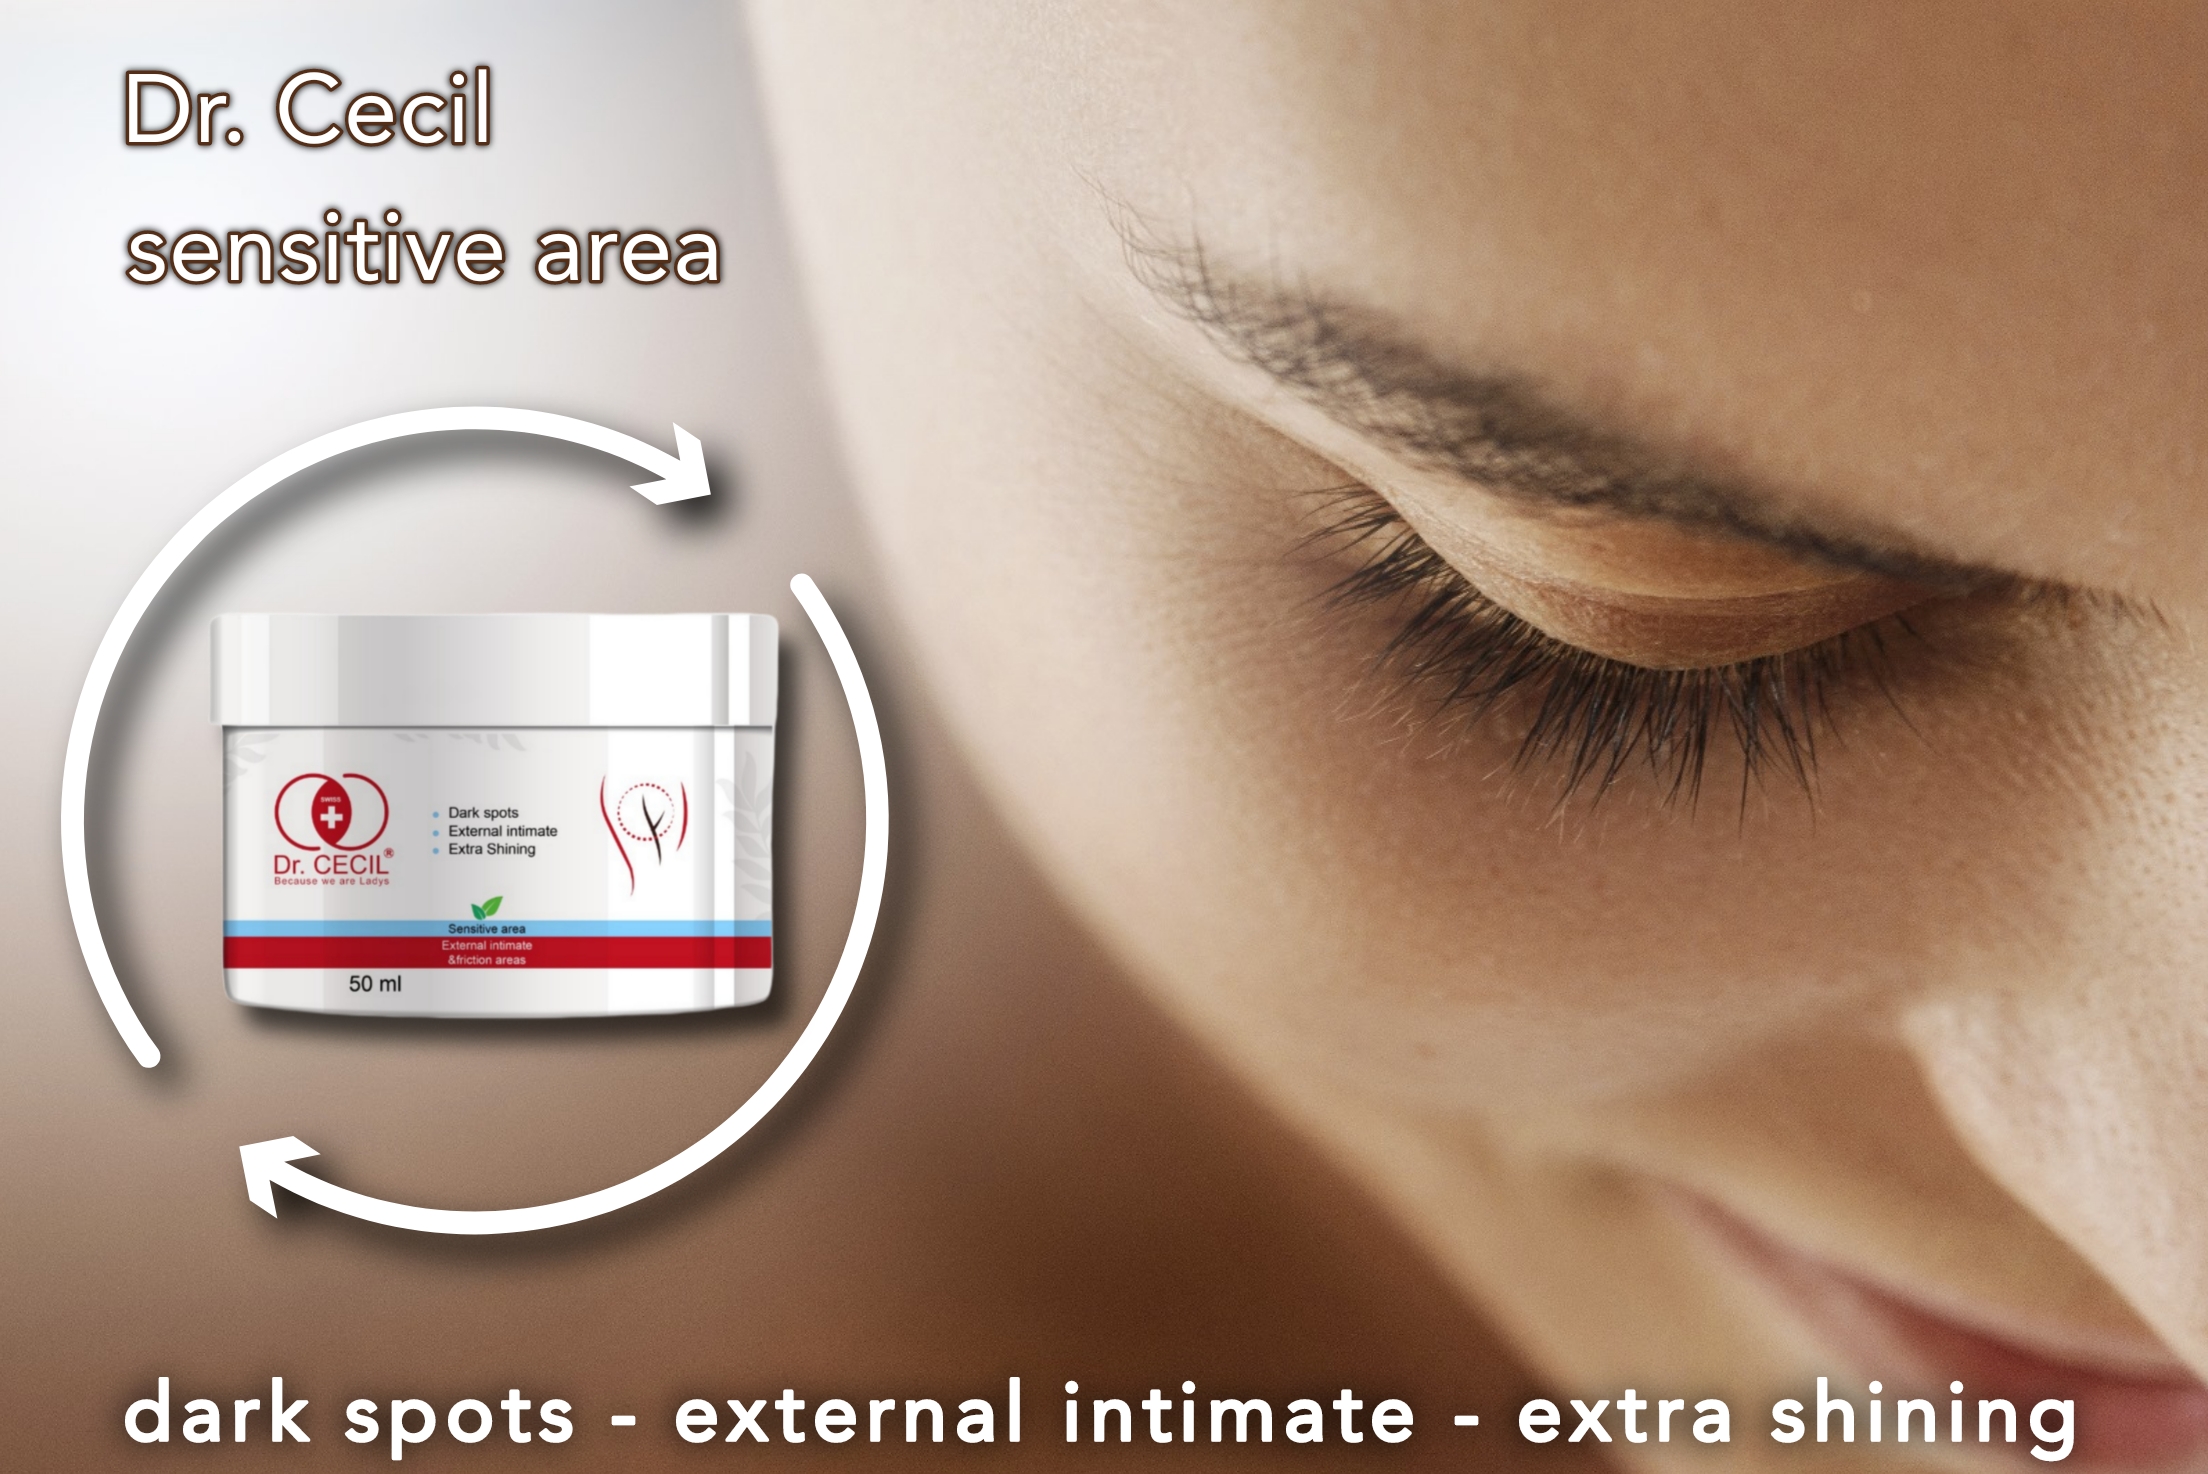 Dr. Cecil
sensitive area
SWISS
Dr. CECIL®
Because we are Ladys
Dark spots
External intimate
Extra Shining
Sensitive area
External intimate
&friction areas
50 ml
dark spots - external intimate - extra shining